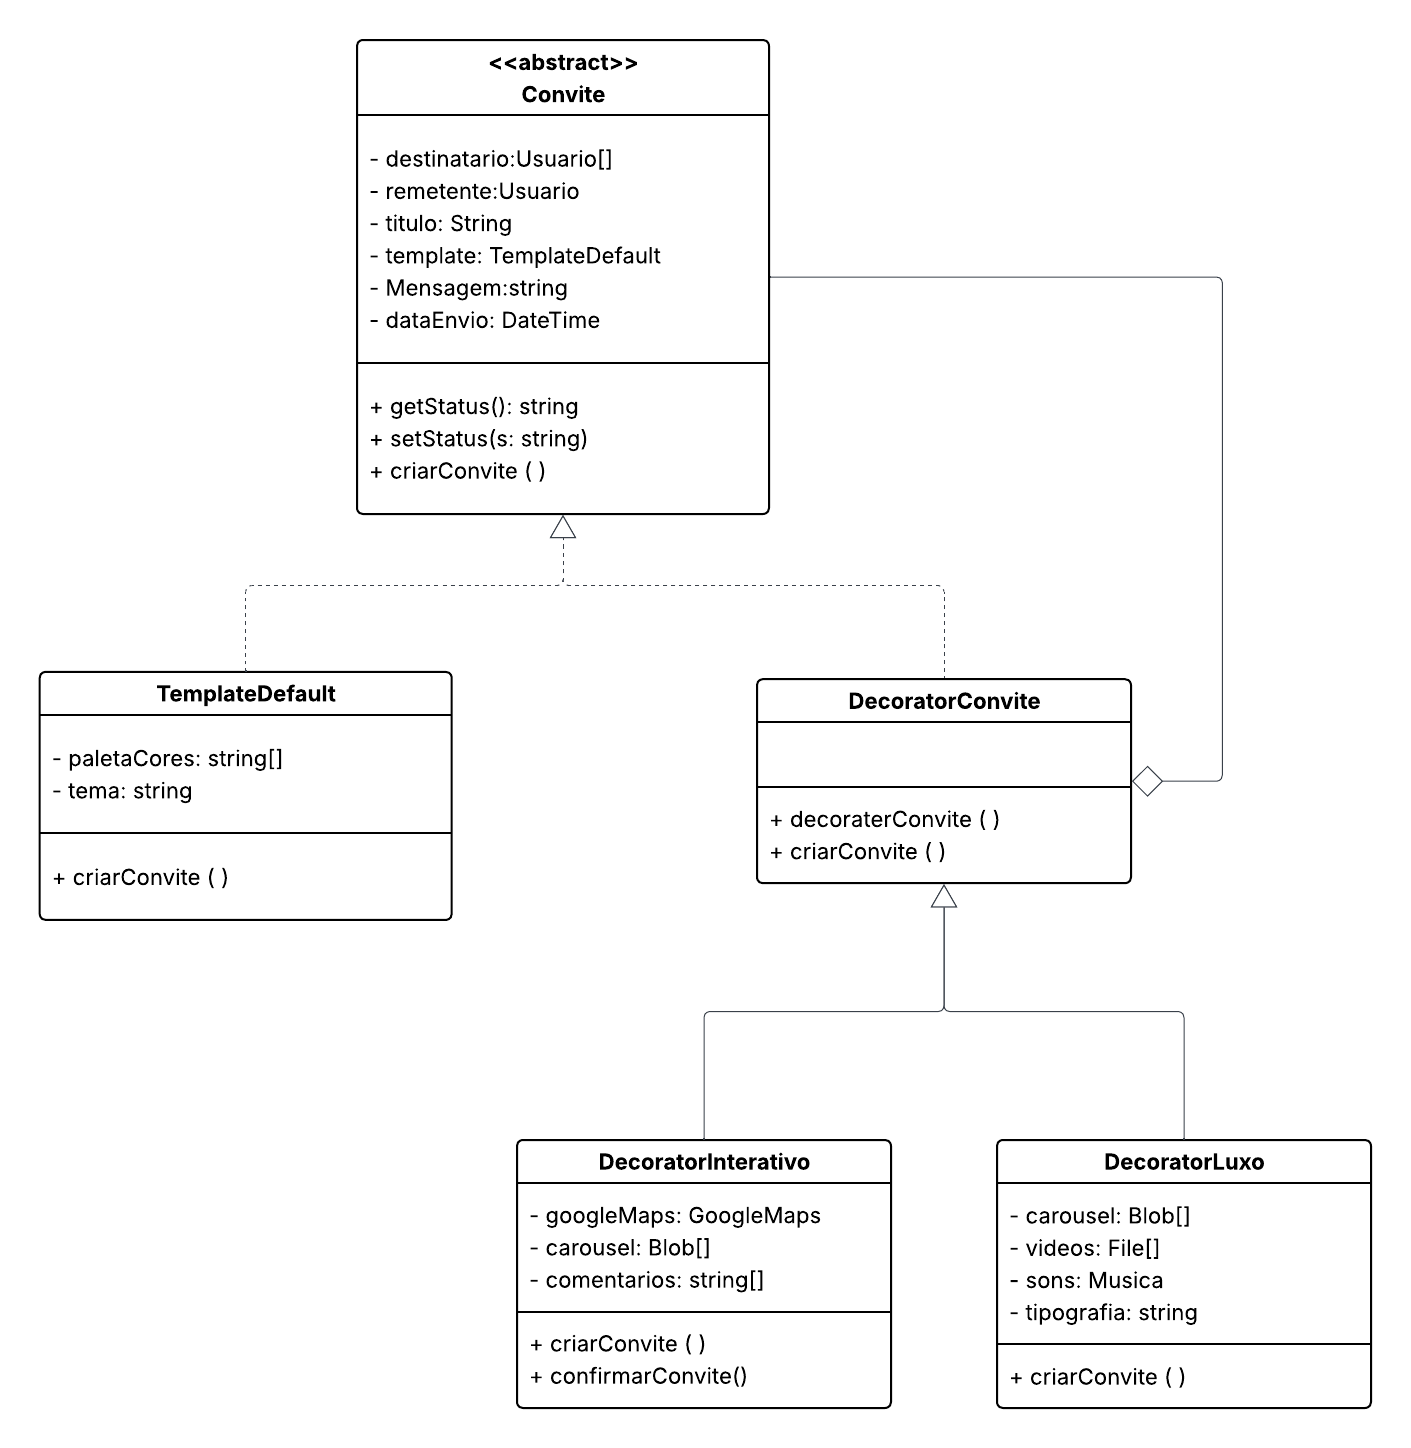 <<abstract>>
Convite
- destinatario:Usuario[]
- remetente:Usuario
- titulo: String
- template: TemplateDefault
- Mensagem:string
- dataEnvio: DateTime
+ getStatus(): string
+ setStatus(s: string)
+ criarConvite ( )
TemplateDefault
- paletaCores: string[]
- tema: string
+ criarConvite ( )
DecoratorConvite
+ decoraterConvite ( )
+ criarConvite ( )
DecoratorInterativo
- googleMaps: GoogleMaps
- carousel: Blob[]
- comentarios: string[]
+ criarConvite ( )
+ confirmarConvite()
DecoratorLuxo
- carousel: Blob[]
- videos: File[]
- sons: Musica
- tipografia: string
+ criarConvite ( )